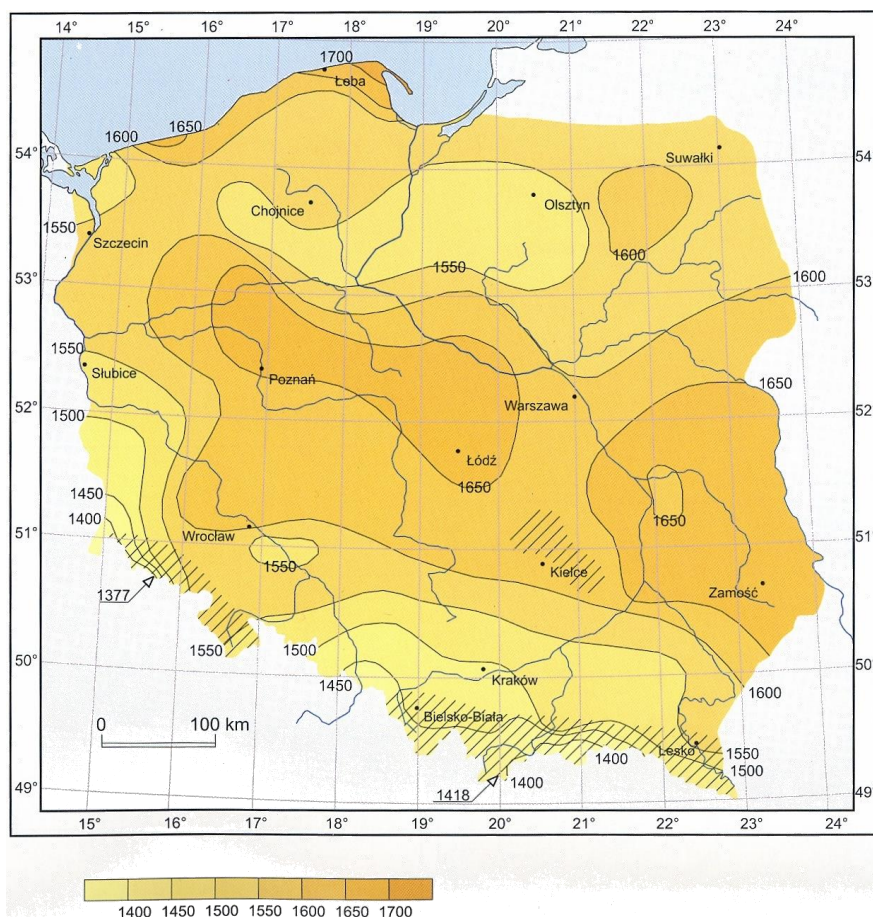 14° 15° 16° 17° 18° 19° 20° 21° 22° 23° 24°
1700
Łeba
1600
1650
54°
54°
Suwałki
Chojnice
Olsztyn
1550
Szczecin
1600
53°
1550
1600
53°
1550
Słubice
Poznań
1650
52°
Warszawa
52°
1500
Łódź
1650
1450
1650
1400
51°
Wrocław
51°
1550
Kielce
1377
Zamość
1550
1500
50°
50°
1450
Kraków
1600
0 100 km
Bielsko-Biała
Lesko
1550
1400
1500
1400
49°
1418
49°
15° 16° 17° 18° 19° 20° 21° 22° 23° 24°
1400 1450 1500 1550 1600 1650 1700